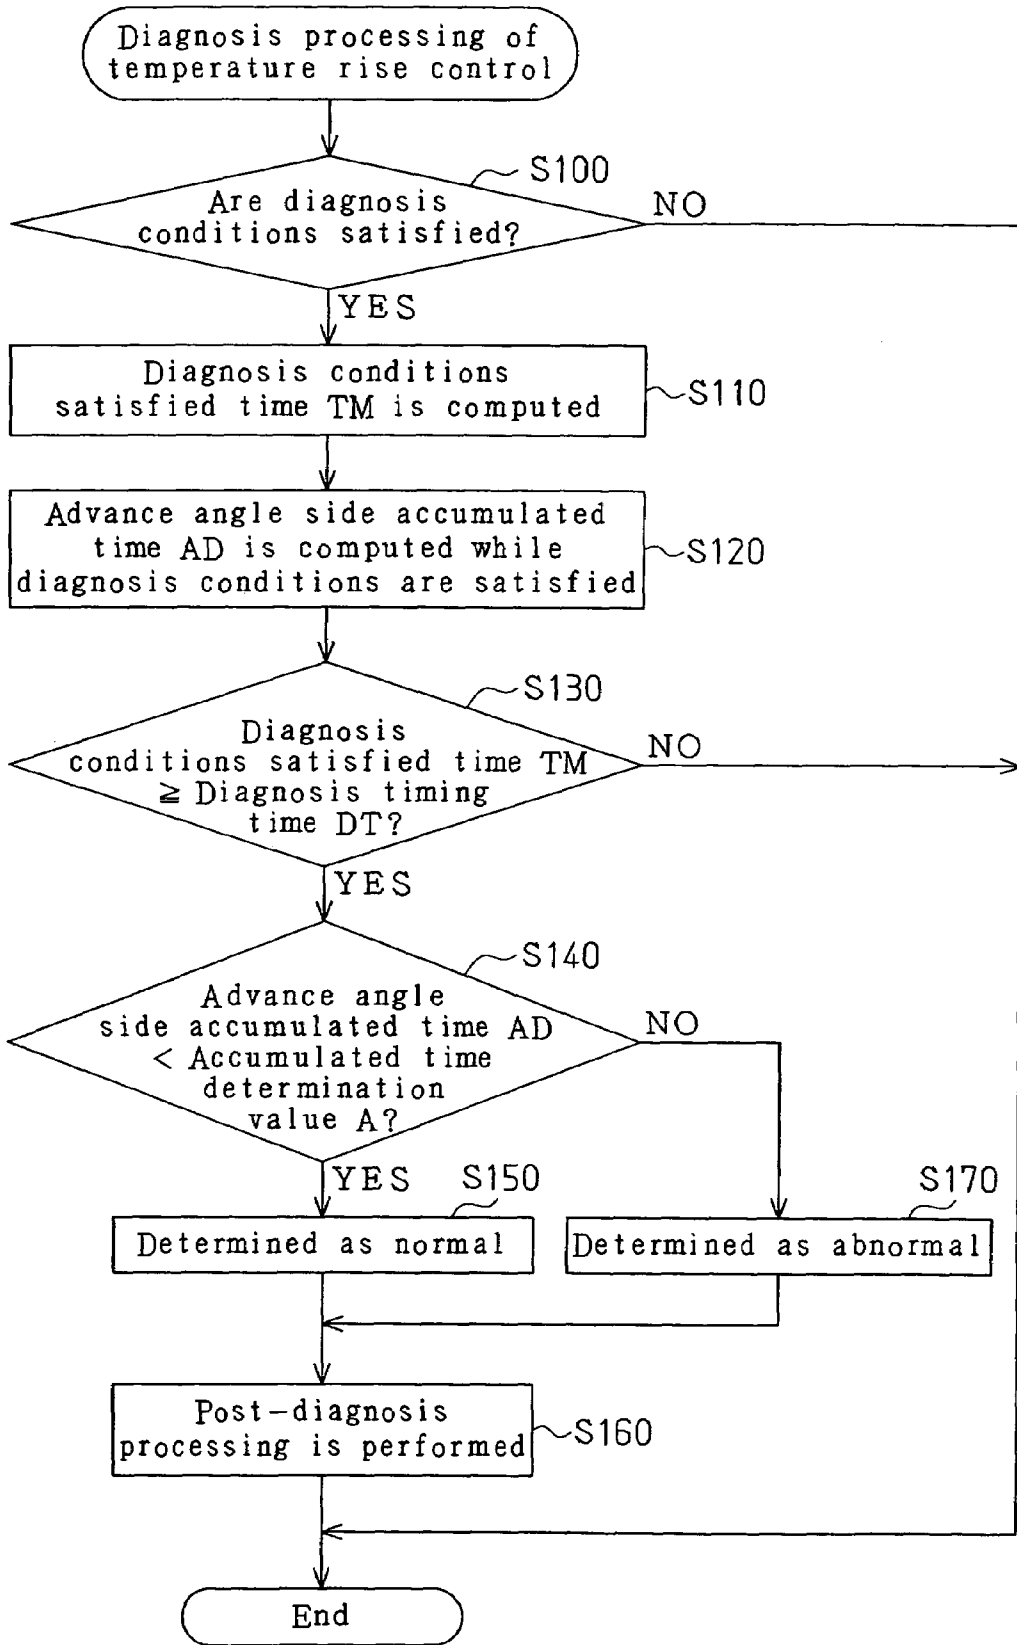 Diagnosis processing of
temperature rise control
S100
Are diagnosis
conditions satisfied?
NO
YES
Diagnosis conditions
satisfied time TM is computed
S110
Advance angle side accumulated
time AD is computed while
diagnosis conditions are satisfied
S120
S130
Diagnosis
conditions satisfied time TM
≧ Diagnosis timing
time DT?
NO
YES
S140
Advance angle
side accumulated time AD
< Accumulated time
determination
value A?
NO
YES
S150
Determined as normal
S170
Determined as abnormal
Post-diagnosis
processing is performed
S160
End